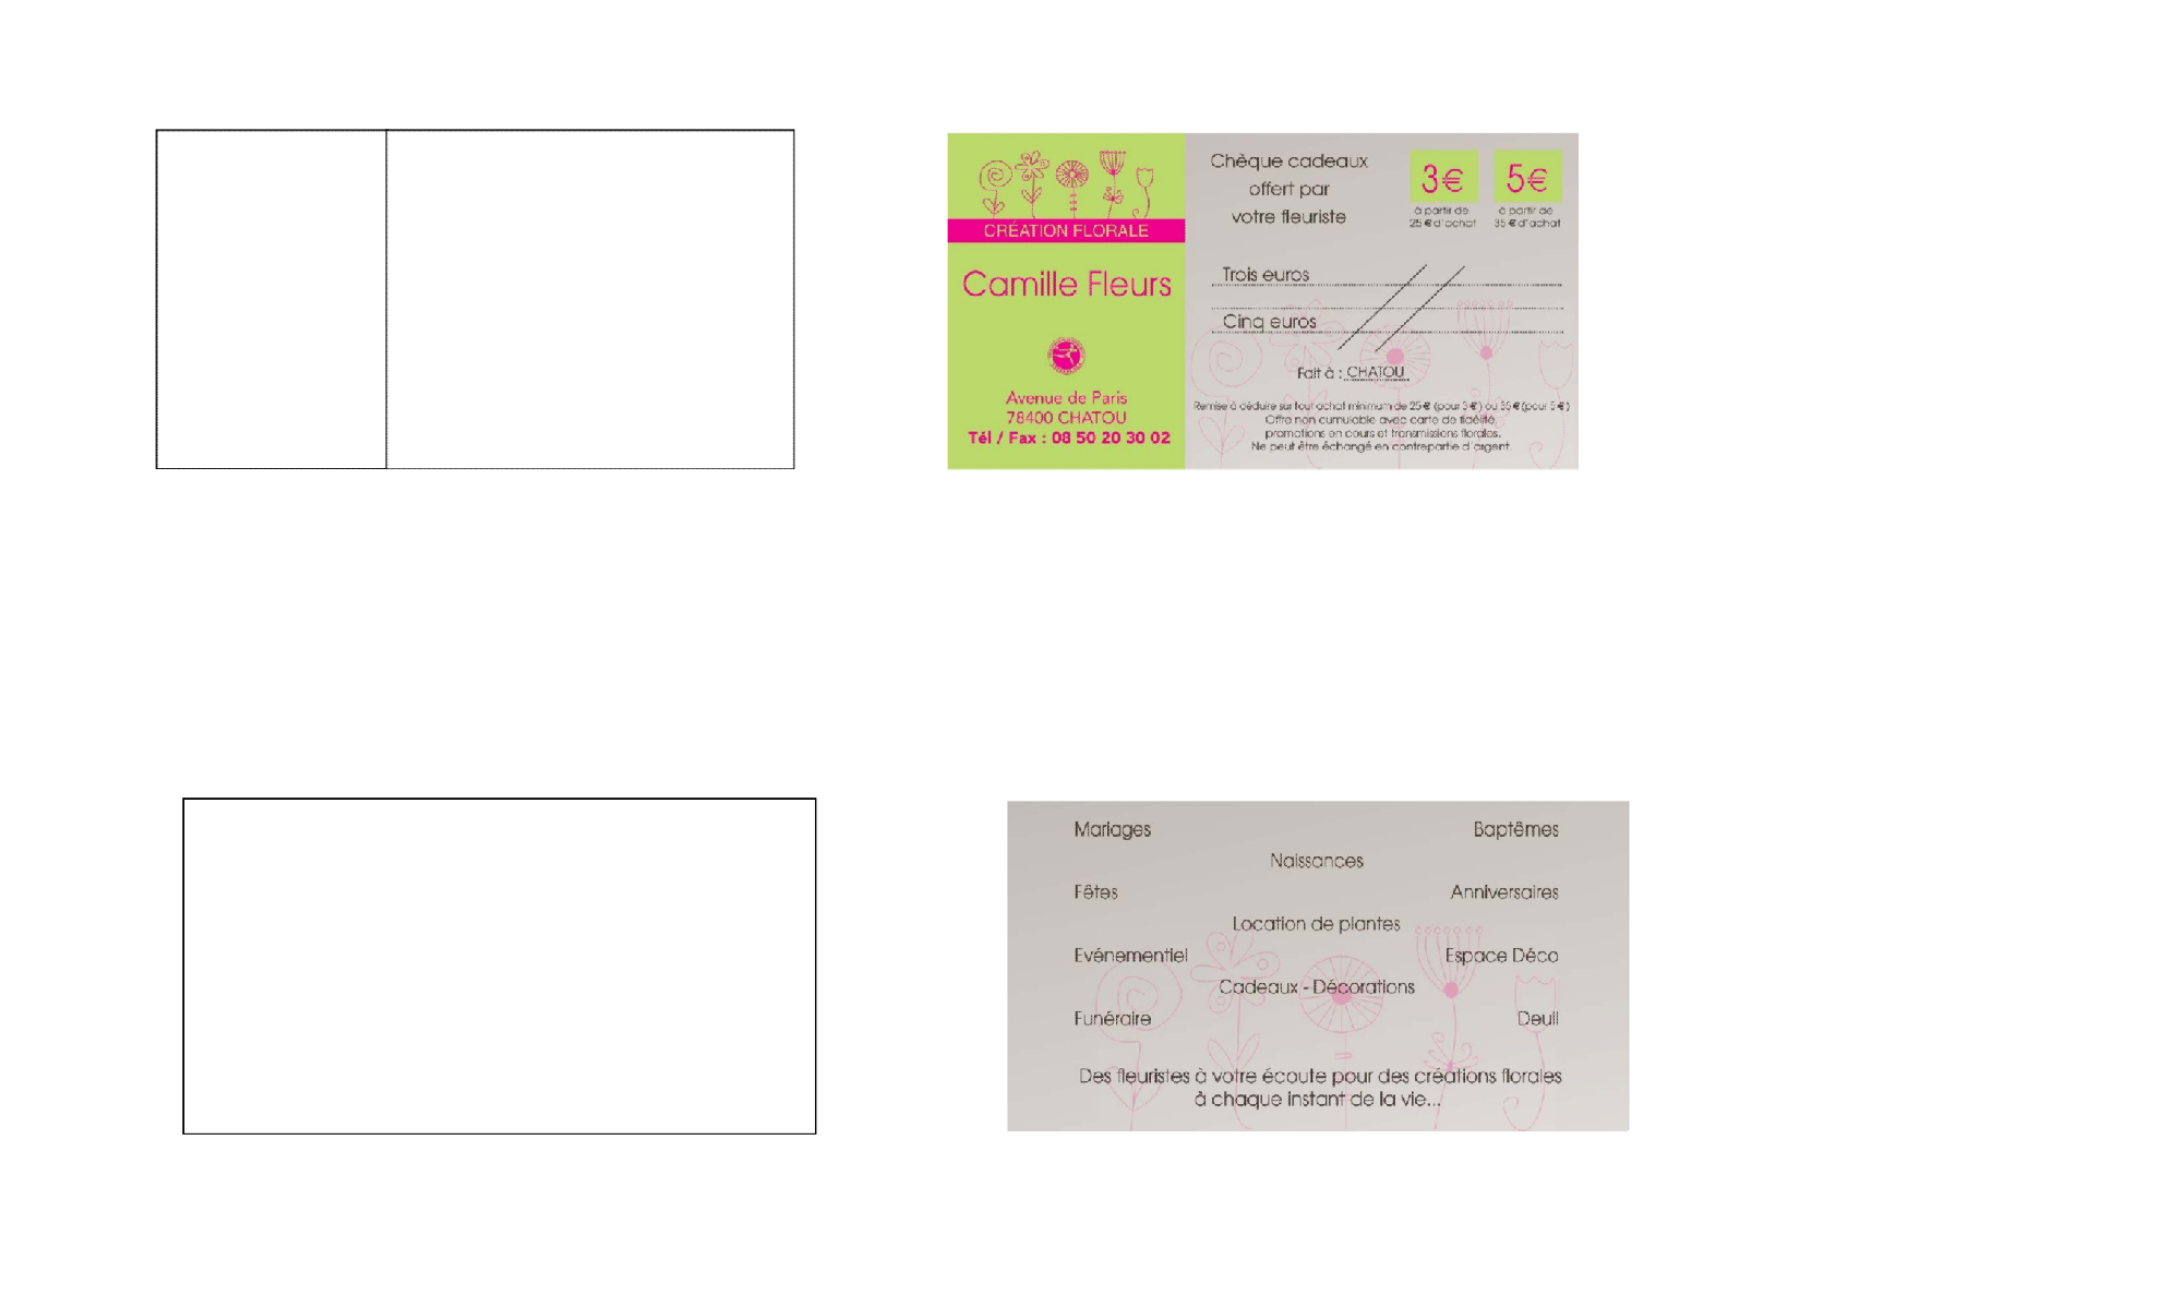 CRÉATION FLORALE
Camille Fleurs
Avenue de Paris
78400 CHATOU
Tél / Fax : 08 50 20 30 02
Chèque cadeaux
offert par
votre fleuriste
3€
à partir de
25 € d'achat
5€
à partir de
35 € d'achat
Trois euros
Cinq euros
Fait à : CHATOU
Remise à déduire sur tout achat minimum de 25 € (pour 3 €) ou 35 € (pour 5 €)
Offre non cumulable avec carte de fidélité,
promotions en cours et transmissions florales.
Ne peut être échangé en contrepartie d'argent.
Mariages
Baptêmes
Naissances
Fêtes
Anniversaires
Location de plantes
Evénementiel
Espace Déco
Cadeaux - Décorations
Funéraire
Deuil
Des fleuristes à votre écoute pour des créations florales
à chaque instant de la vie...